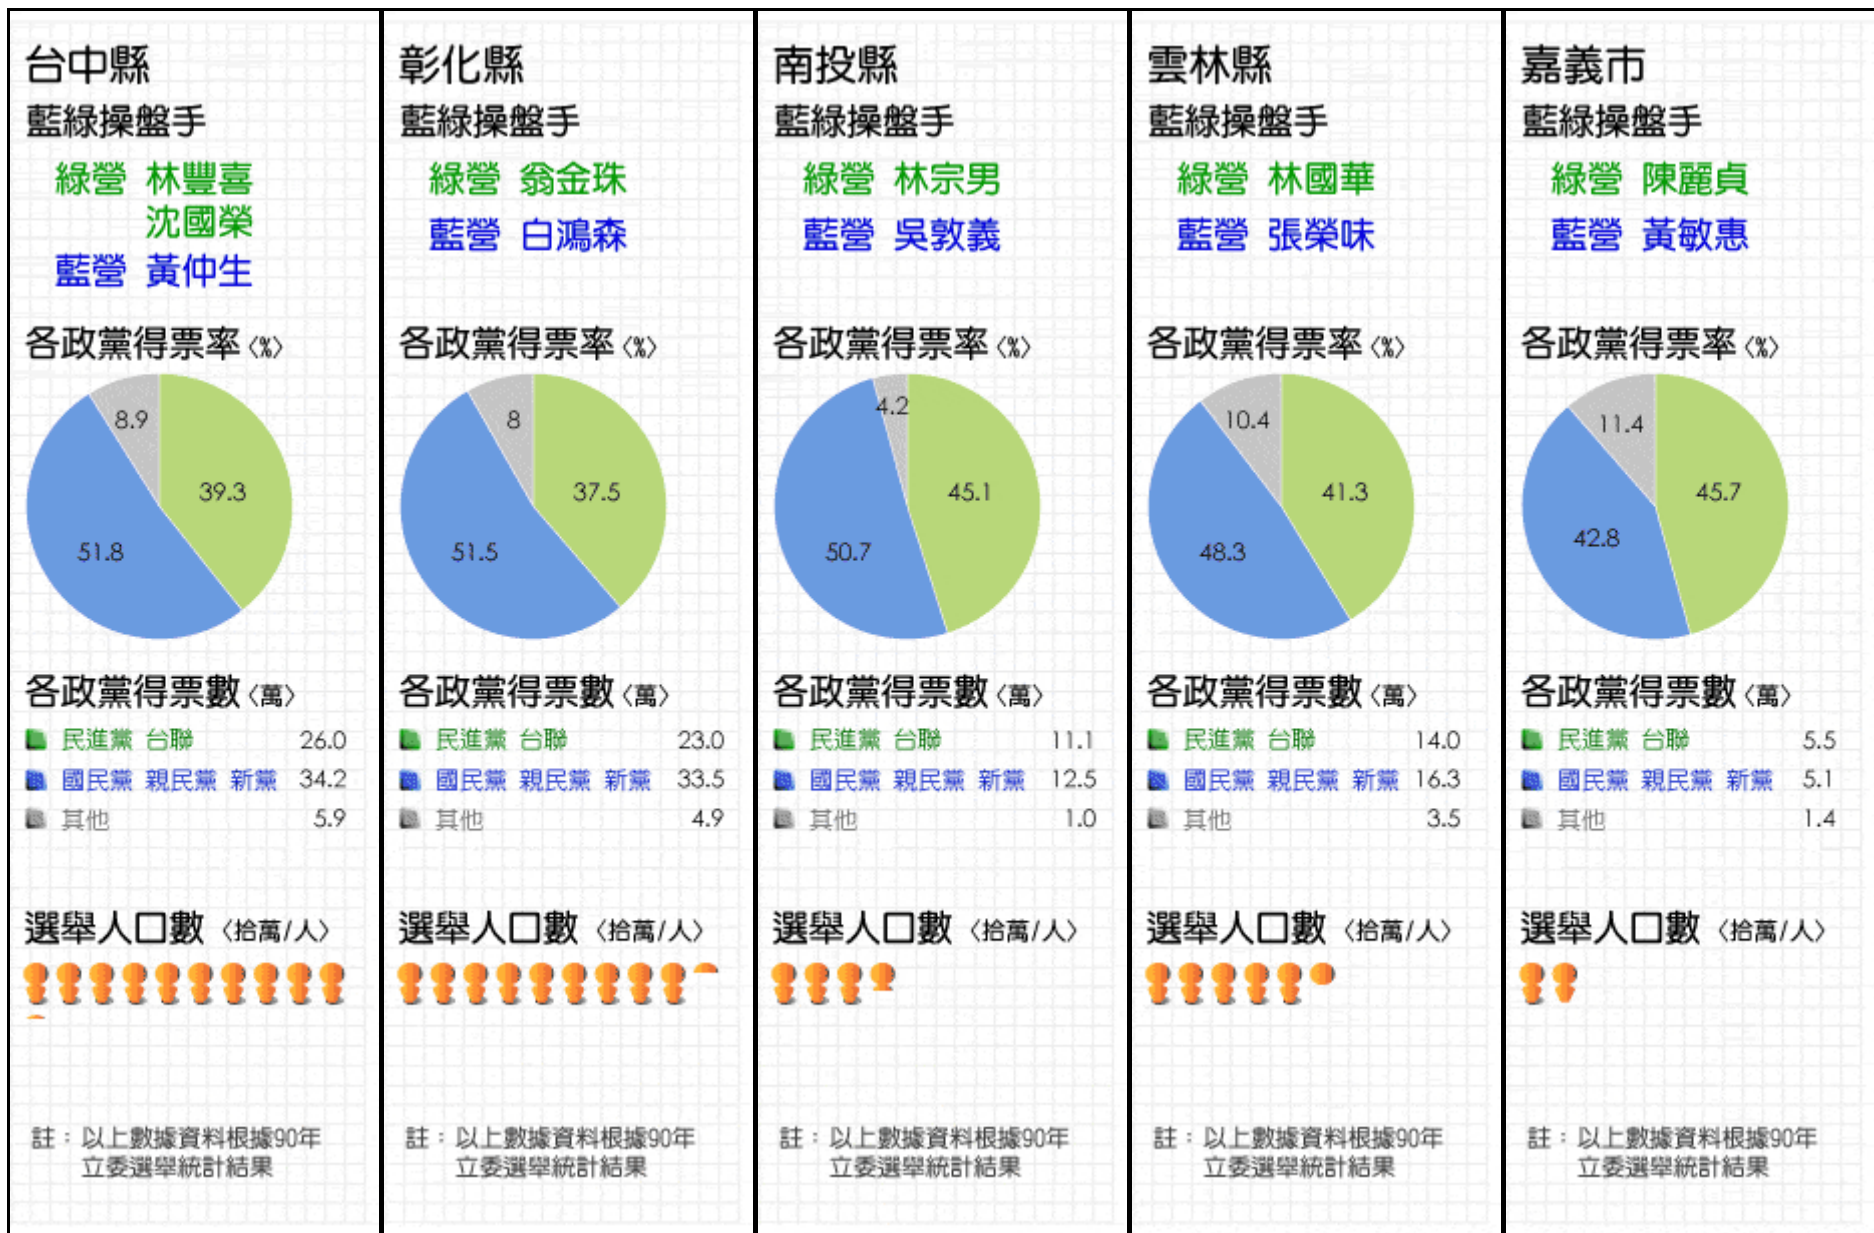 台中縣
藍綠操盤手
綠營 林豐喜
沈國榮
藍營 黃仲生
各政黨得票率〈%〉
8.9
39.3
51.8
各政黨得票數〈萬〉
民進黨 台聯 26.0
國民黨 親民黨 新黨 34.2
其他 5.9
選舉人口數〈拾萬/人〉
註：以上數據資料根據90年
立委選舉統計結果
彰化縣
藍綠操盤手
綠營 翁金珠
藍營 白鴻森
各政黨得票率〈%〉
8
37.5
51.5
各政黨得票數〈萬〉
民進黨 台聯 23.0
國民黨 親民黨 新黨 33.5
其他 4.9
選舉人口數〈拾萬/人〉
註：以上數據資料根據90年
立委選舉統計結果
南投縣
藍綠操盤手
綠營 林宗男
藍營 吳敦義
各政黨得票率〈%〉
4.2
45.1
50.7
各政黨得票數〈萬〉
民進黨 台聯 11.1
國民黨 親民黨 新黨 12.5
其他 1.0
選舉人口數〈拾萬/人〉
註：以上數據資料根據90年
立委選舉統計結果
雲林縣
藍綠操盤手
綠營 林國華
藍營 張榮味
各政黨得票率〈%〉
10.4
41.3
48.3
各政黨得票數〈萬〉
民進黨 台聯 14.0
國民黨 親民黨 新黨 16.3
其他 3.5
選舉人口數〈拾萬/人〉
註：以上數據資料根據90年
立委選舉統計結果
嘉義市
藍綠操盤手
綠營 陳麗貞
藍營 黃敏惠
各政黨得票率〈%〉
11.4
45.7
42.8
各政黨得票數〈萬〉
民進黨 台聯 5.5
國民黨 親民黨 新黨 5.1
其他 1.4
選舉人口數〈拾萬/人〉
註：以上數據資料根據90年
立委選舉統計結果